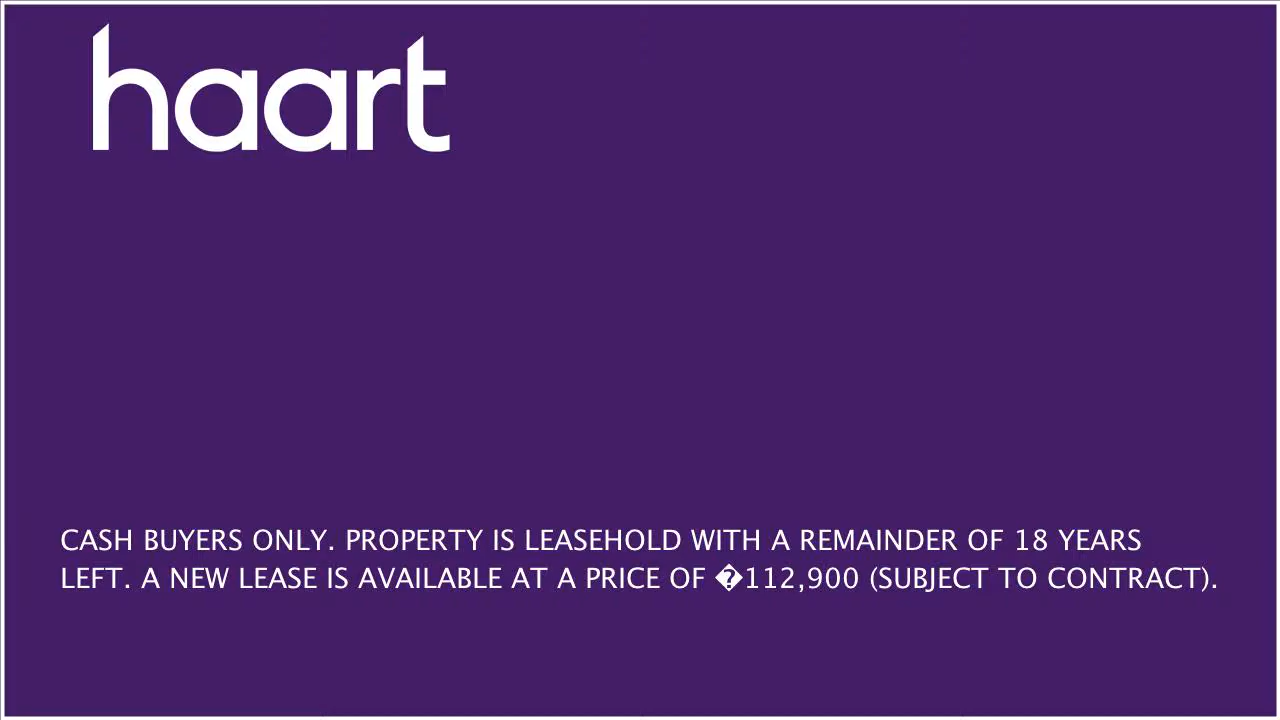 haart
CASH BUYERS ONLY. PROPERTY IS LEASEHOLD WITH A REMAINDER OF 18 YEARS
LEFT. A NEW LEASE IS AVAILABLE AT A PRICE OF �112,900 (SUBJECT TO CONTRACT).